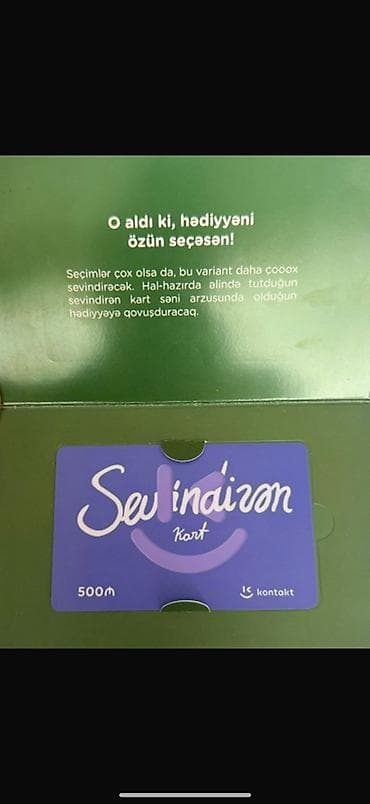 O aldı ki, hədiyyəni
özün seçəsən!
Seçimlər çox olsa da, bu variant daha çooox
sevindirəcək. Hal-hazırda əlində tutduğun
sevindirən kart səni arzusunda olduğun
hədiyyəyə qovuşduracaq.
Sevindirən
Kart
500₼
kontakt